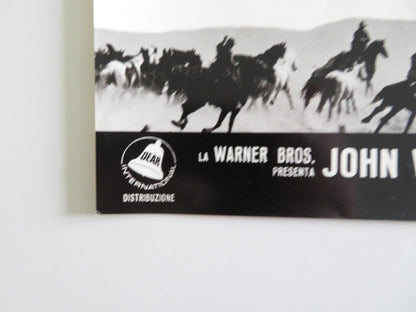 DEAR
INTERNATIONAL
DISTRIBUZIONE
LA WARNER BROS.
PRESENTA
JOHN